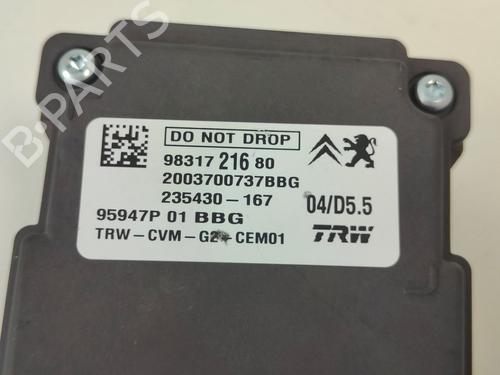 B-PARTS
DO NOT DROP
98317 216 80
2003700737BBG
235430-167
04/D5.5
95947P 01 BBG
TRW-CVM-G2-CEM01
TRW